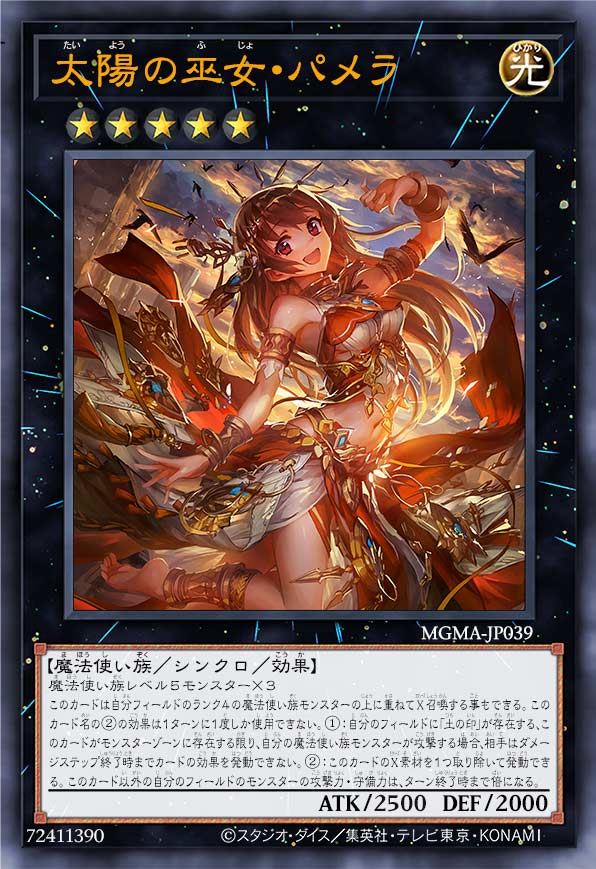 太陽の巫女・パメラ
光
MGMA-JP039
【魔法使い族／シンクロ／効果】
魔法使い族レベル５モンスター×３
このカードは自分フィールドのランク４の魔法使い族モンスターの上に重ねてＸ召喚する事もできる。この
カード名の②の効果は１ターンに１度しか使用できない。①：自分のフィールドに「土の印」が存在する、こ
のカードがモンスターゾーンに存在する限り、自分の魔法使い族モンスターが攻撃する場合、相手はダメー
ジステップ終了時までカードの効果を発動できない。②：このカードのＸ素材を１つ取り除いて発動でき
る。このカード以外の自分のフィールドのモンスターの攻撃力・守備力は、ターン終了時まで倍になる。
ATK/2500 DEF/2000
72411390 ©スタジオ・ダイス／集英社・テレビ東京・KONAMI